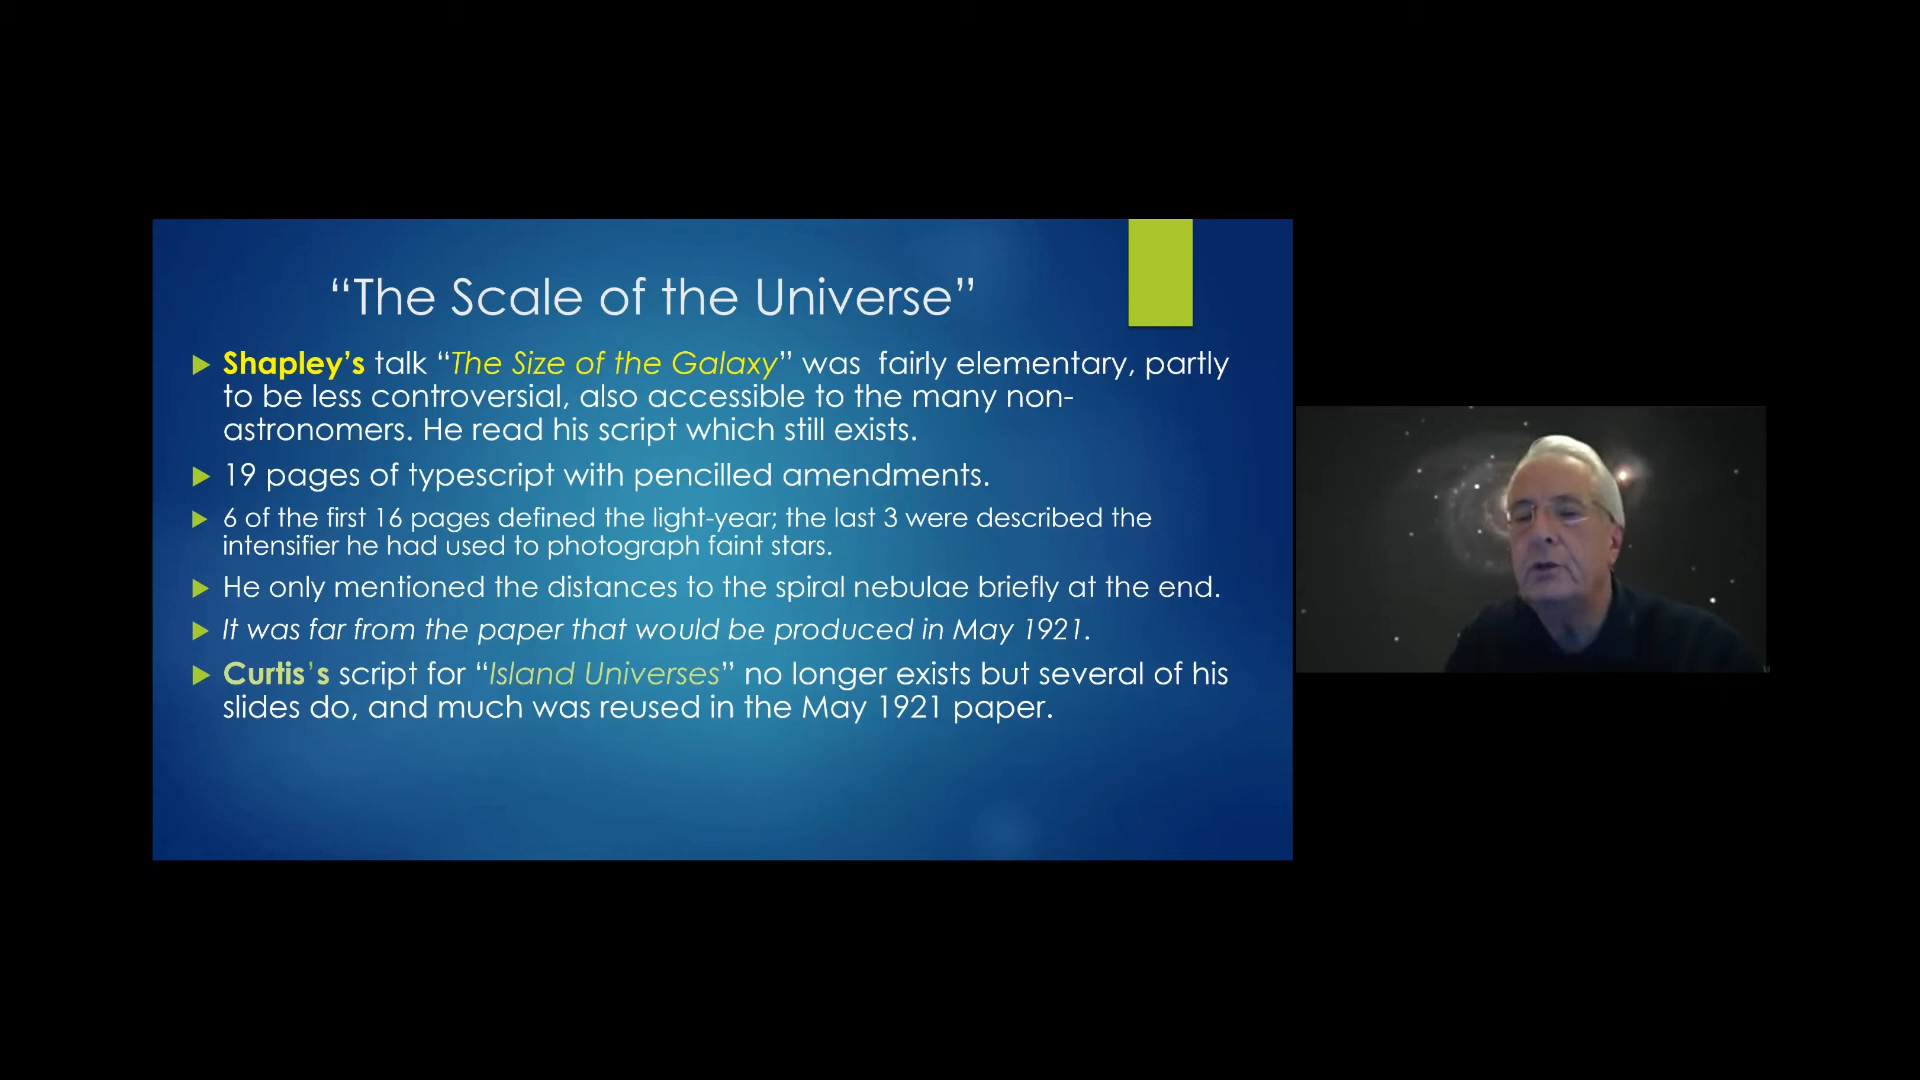 “The Scale of the Universe”
Shapley’s talk “The Size of the Galaxy” was fairly elementary, partly
to be less controversial, also accessible to the many non-
astronomers. He read his script which still exists.
19 pages of typescript with pencilled amendments.
6 of the first 16 pages defined the light-year; the last 3 were described the
intensifier he had used to photograph faint stars.
He only mentioned the distances to the spiral nebulae briefly at the end.
It was far from the paper that would be produced in May 1921.
Curtis’s script for “Island Universes” no longer exists but several of his
slides do, and much was reused in the May 1921 paper.